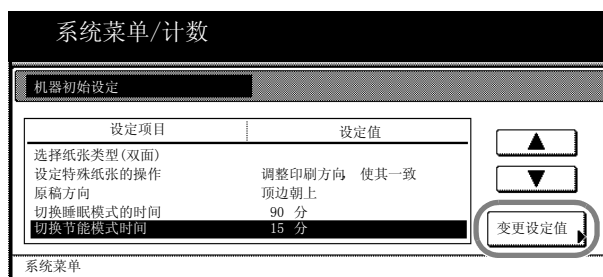 系统菜单/计数
机器初始设定
设定项目 设定值
选择纸张类型(双面)
设定特殊纸张的操作 调整印刷方向, 使其一致
原稿方向 顶边朝上
切换睡眠模式的时间 90 分
切换节能模式时间 15 分
变更设定值
系统菜单